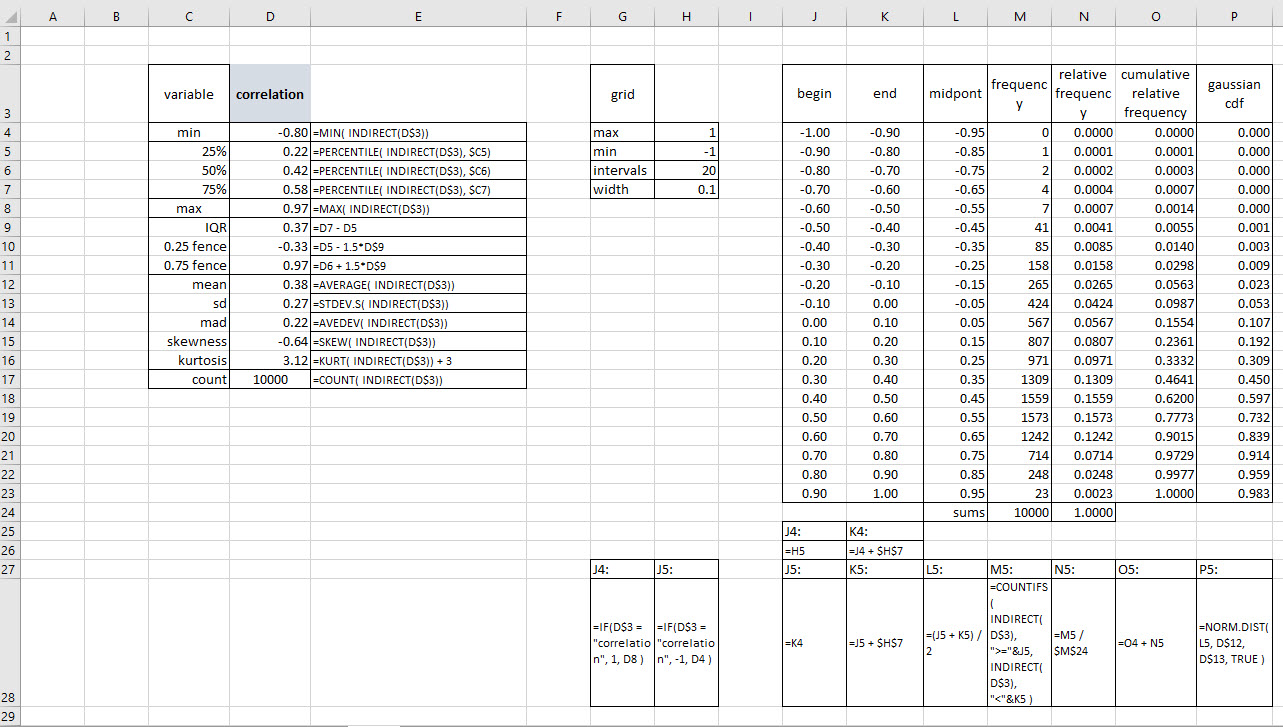 A B C D E F G H I J K L M N O P
1
2
3 variable correlation grid begin end midpont frequency relative frequency cumulative relative frequency gaussian cdf
4 min -0.80 =MIN( INDIRECT(D$3)) max 1 -1.00 -0.90 -0.95 0 0.0000 0.0000 0.000
5 25% 0.22 =PERCENTILE( INDIRECT(D$3), $C5) min -1 -0.90 -0.80 -0.85 1 0.0001 0.0001 0.000
6 50% 0.42 =PERCENTILE( INDIRECT(D$3), $C6) intervals 20 -0.80 -0.70 -0.75 2 0.0002 0.0003 0.000
7 75% 0.58 =PERCENTILE( INDIRECT(D$3), $C7) width 0.1 -0.70 -0.60 -0.65 4 0.0004 0.0007 0.000
8 max 0.97 =MAX( INDIRECT(D$3)) -0.60 -0.50 -0.55 7 0.0007 0.0014 0.000
9 IQR 0.37 =D7 - D5 -0.50 -0.40 -0.45 41 0.0041 0.0055 0.001
10 0.25 fence -0.33 =D5 - 1.5*D$9 -0.40 -0.30 -0.35 85 0.0085 0.0140 0.003
11 0.75 fence 0.97 =D6 + 1.5*D$9 -0.30 -0.20 -0.25 158 0.0158 0.0298 0.009
12 mean 0.38 =AVERAGE( INDIRECT(D$3)) -0.20 -0.10 -0.15 265 0.0265 0.0563 0.023
13 sd 0.27 =STDEV.S( INDIRECT(D$3)) -0.10 0.00 -0.05 424 0.0424 0.0987 0.053
14 mad 0.22 =AVEDEV( INDIRECT(D$3)) 0.00 0.10 0.05 567 0.0567 0.1554 0.107
15 skewness -0.64 =SKEW( INDIRECT(D$3)) 0.10 0.20 0.15 807 0.0807 0.2361 0.192
16 kurtosis 3.12 =KURT( INDIRECT(D$3)) + 3 0.20 0.30 0.25 971 0.0971 0.3332 0.309
17 count 10000 =COUNT( INDIRECT(D$3)) 0.30 0.40 0.35 1309 0.1309 0.4641 0.450
18 0.40 0.50 0.45 1559 0.1559 0.6200 0.597
19 0.50 0.60 0.55 1573 0.1573 0.7773 0.732
20 0.60 0.70 0.65 1242 0.1242 0.9015 0.839
21 0.70 0.80 0.75 714 0.0714 0.9729 0.914
22 0.80 0.90 0.85 248 0.0248 0.9977 0.959
23 0.90 1.00 0.95 23 0.0023 1.0000 0.983
24 sums 10000 1.0000
25 J4: K4:
26 =H5 =J4 + $H$7
27 J4: J5: J5: K5: L5: M5: N5: O5: P5:
28 =IF(D$3 = "correlation", 1, D8 ) =IF(D$3 = "correlation", -1, D4 ) =K4 =J5 + $H$7 =(J5 + K5) / 2 =COUNTIFS( INDIRECT(D$3), ">="&J5, INDIRECT(D$3), "<"&K5 ) =M5 / $M$24 =O4 + N5 =NORM.DIST( L5, D$12, D$13, TRUE )
29